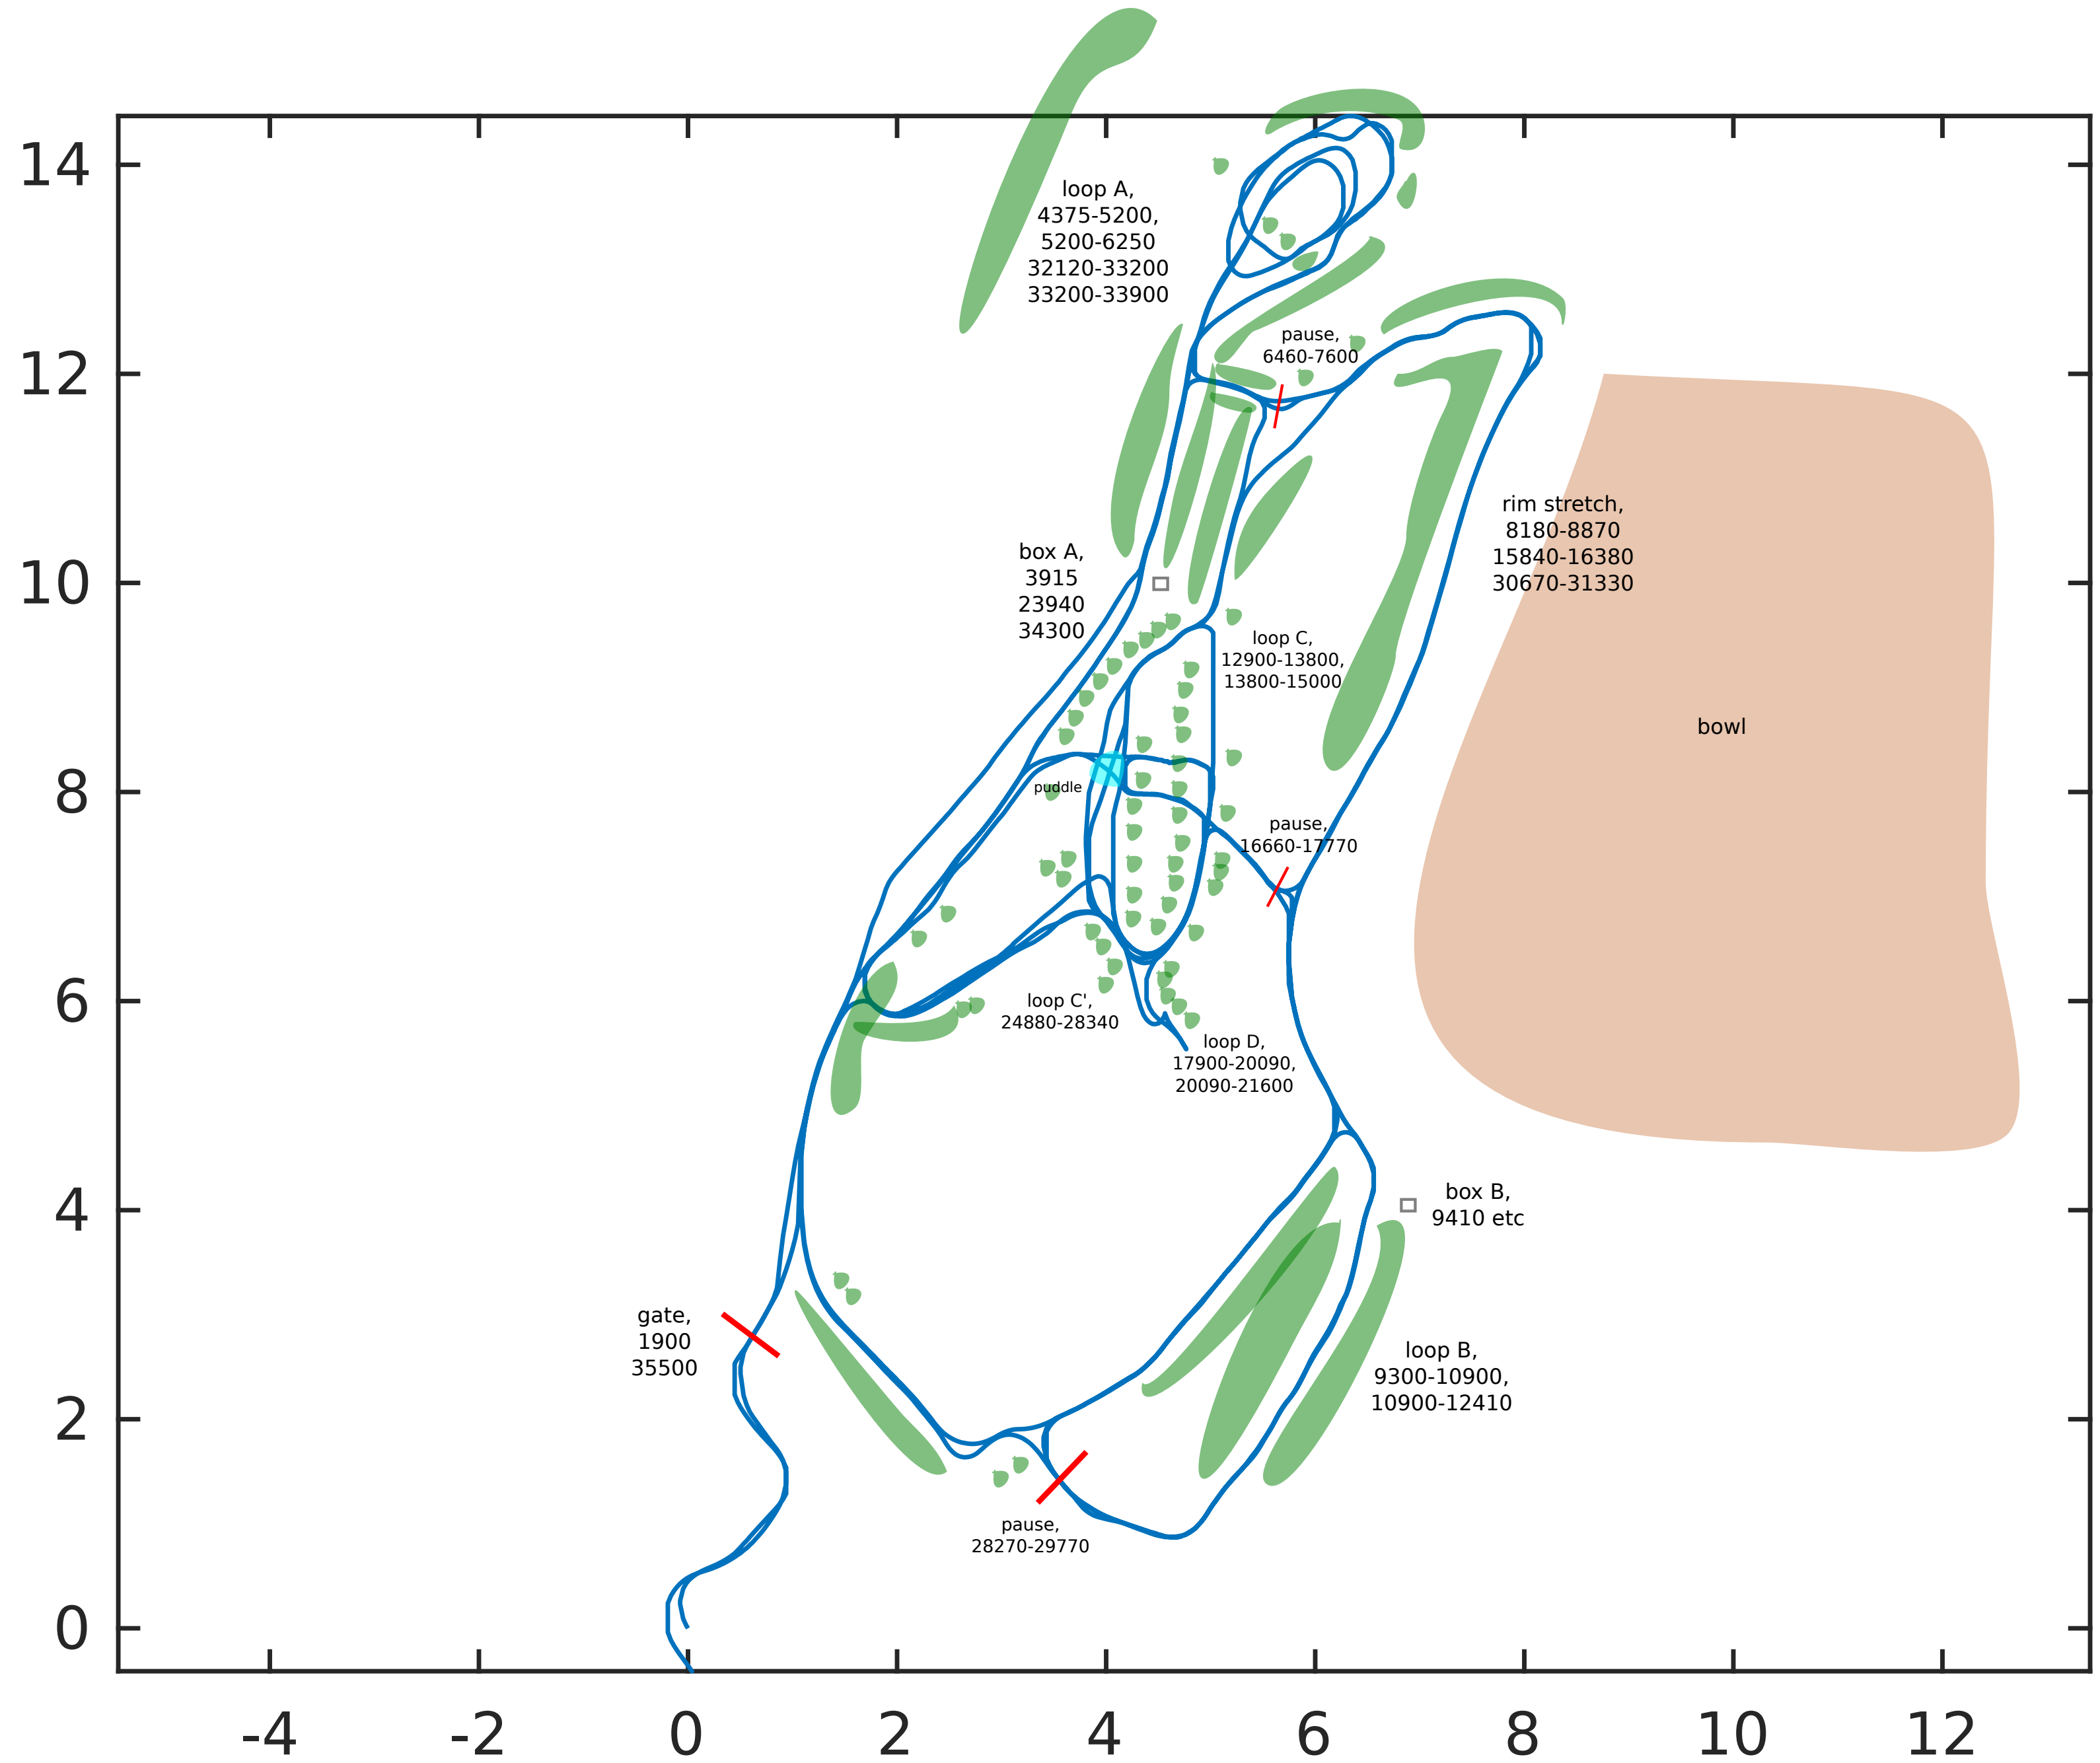 14
12
10
8
6
4
2
0
-4
-2
0
2
4
6
8
10
12
loop A,
4375-5200,
5200-6250
32120-33200
33200-33900
pause,
6460-7600
rim stretch,
8180-8870
15840-16380
30670-31330
box A,
3915
23940
34300
loop C,
12900-13800,
13800-15000
bowl
puddle
pause,
16660-17770
loop C',
24880-28340
loop D,
17900-20090,
20090-21600
box B,
9410 etc
gate,
1900
35500
loop B,
9300-10900,
10900-12410
pause,
28270-29770